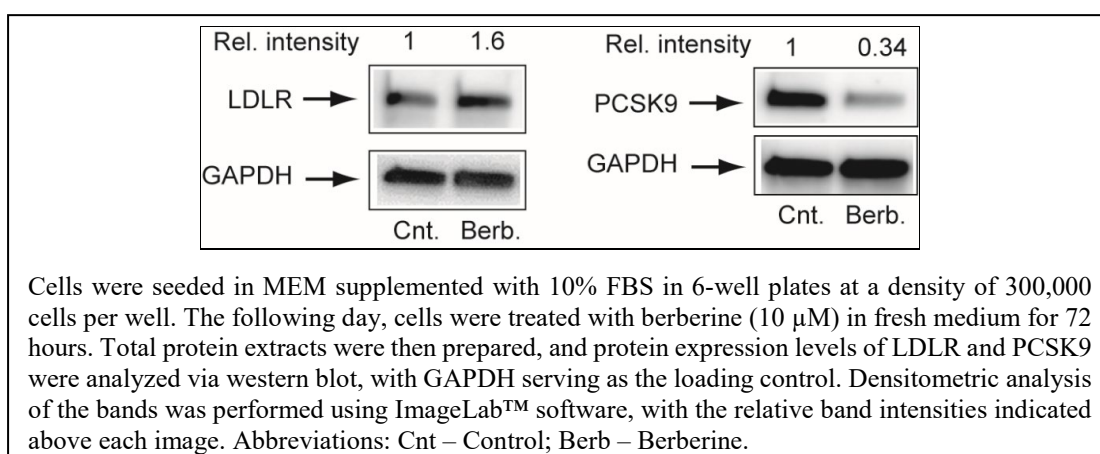 Rel. intensity 1 1.6
LDLR
GAPDH
Cnt. Berb.
Rel. intensity 1 0.34
PCSK9
GAPDH
Cnt. Berb.
Cells were seeded in MEM supplemented with 10% FBS in 6-well plates at a density of 300,000
cells per well. The following day, cells were treated with berberine (10 µM) in fresh medium for 72
hours. Total protein extracts were then prepared, and protein expression levels of LDLR and PCSK9
were analyzed via western blot, with GAPDH serving as the loading control. Densitometric analysis
of the bands was performed using ImageLab™ software, with the relative band intensities indicated
above each image. Abbreviations: Cnt – Control; Berb – Berberine.